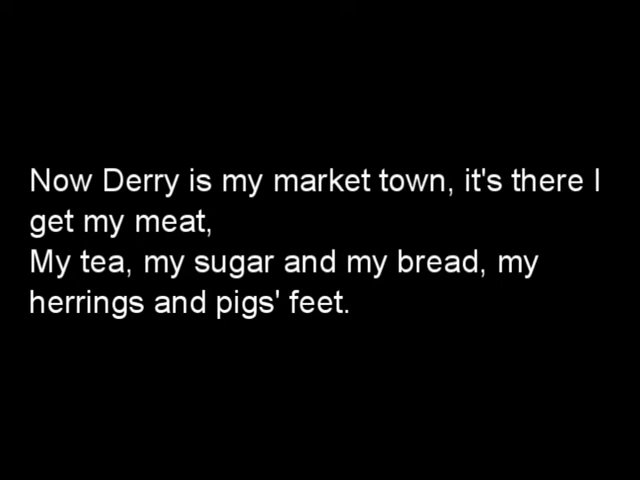 Now Derry is my market town, it's there I
get my meat,
My tea, my sugar and my bread, my
herrings and pigs' feet.